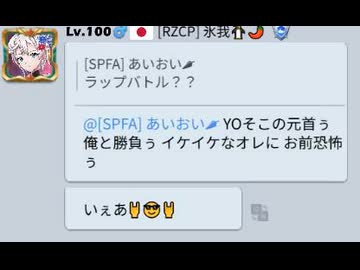 Lv.100♂🇯🇵 [RZCP] 氷我⇧🌶
[SPFA] あいおい🌶
ラップバトル？？
@[SPFA] あいおい🌶 YOそこの元首ぅ
俺と勝負ぅ イケイケなオレに お前恐怖
ぅ
いぇあ🤘😎🤘